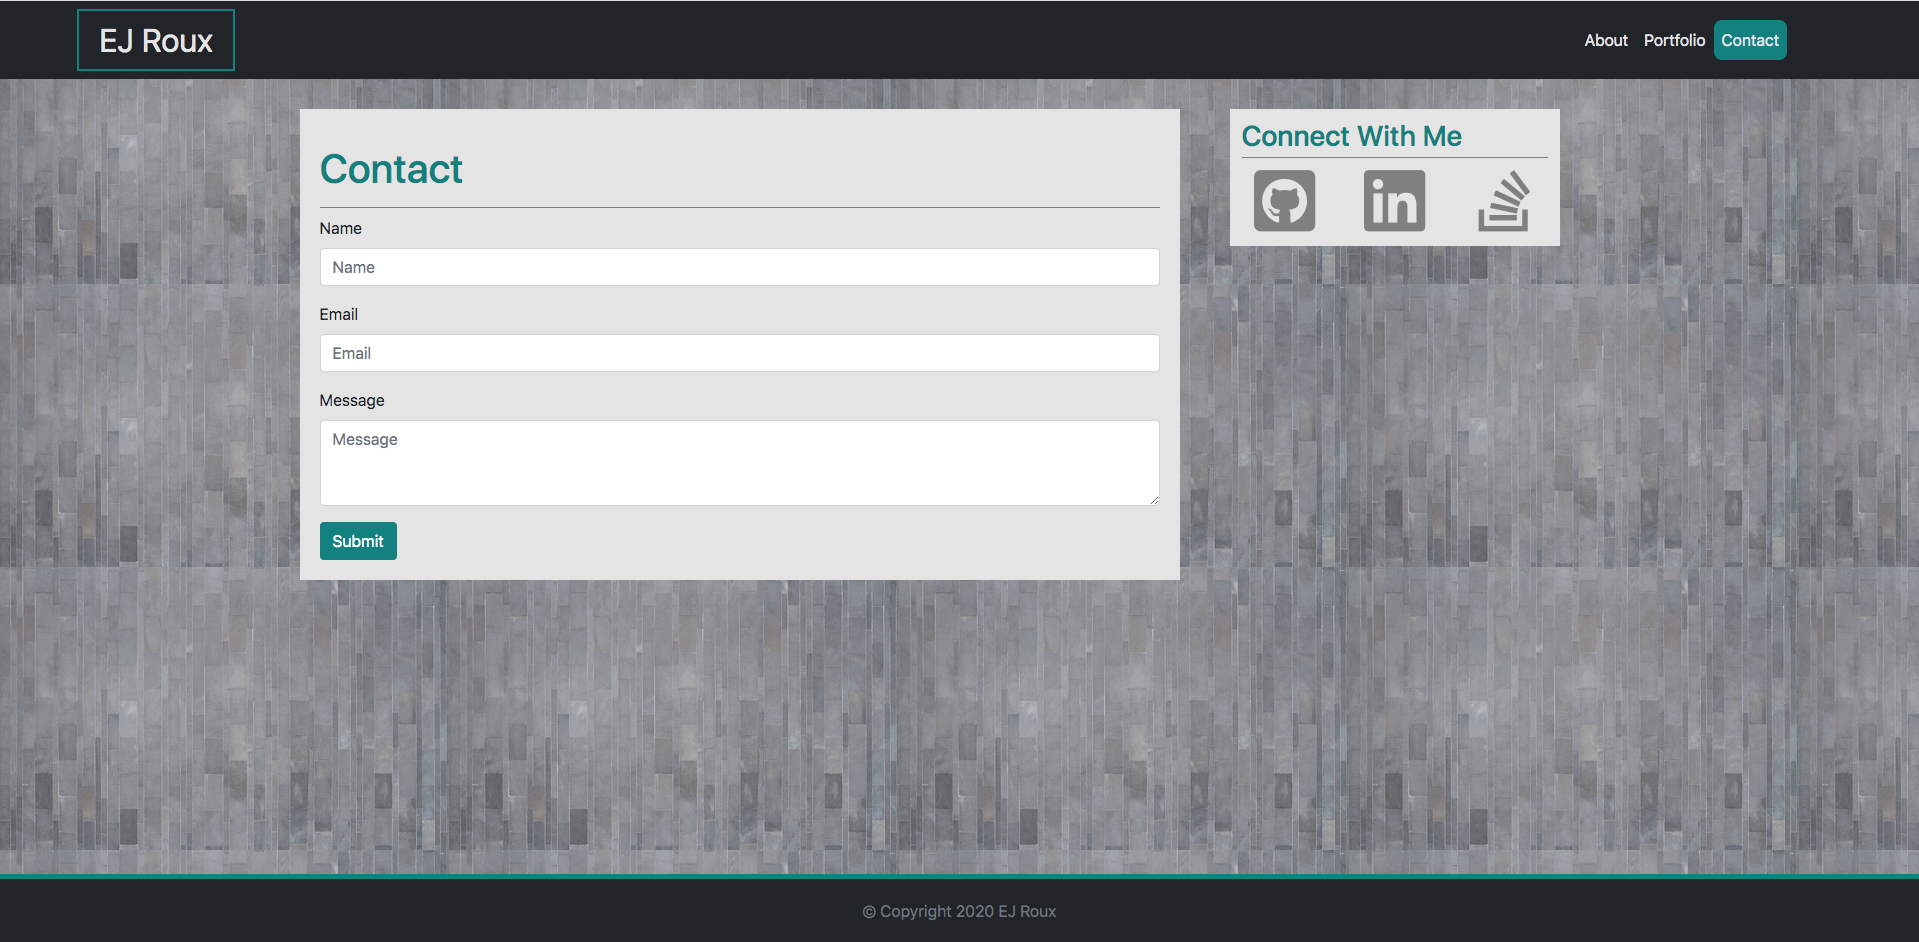 EJ Roux
About Portfolio Contact
Contact
Name
Name
Email
Email
Message
Message
Submit
Connect With Me
in
© Copyright 2020 EJ Roux